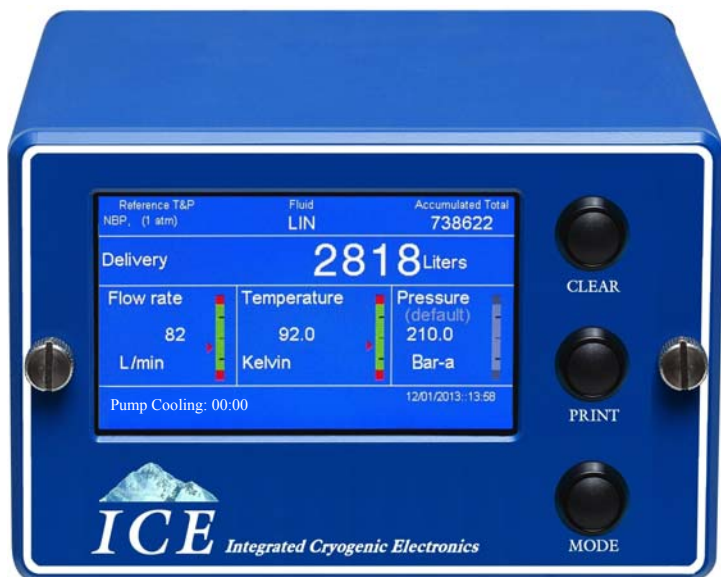 Reference T&P
Fluid
Accumulated Total
NBP, (1 atm)
LIN
738622
Delivery
2818 Liters
Flow rate
Temperature
Pressure
(default)
82
92.0
210.0
L/min
Kelvin
Bar-a
Pump Cooling: 00:00
12/01/2013::13:58
CLEAR
PRINT
MODE
ICE Integrated Cryogenic Electronics